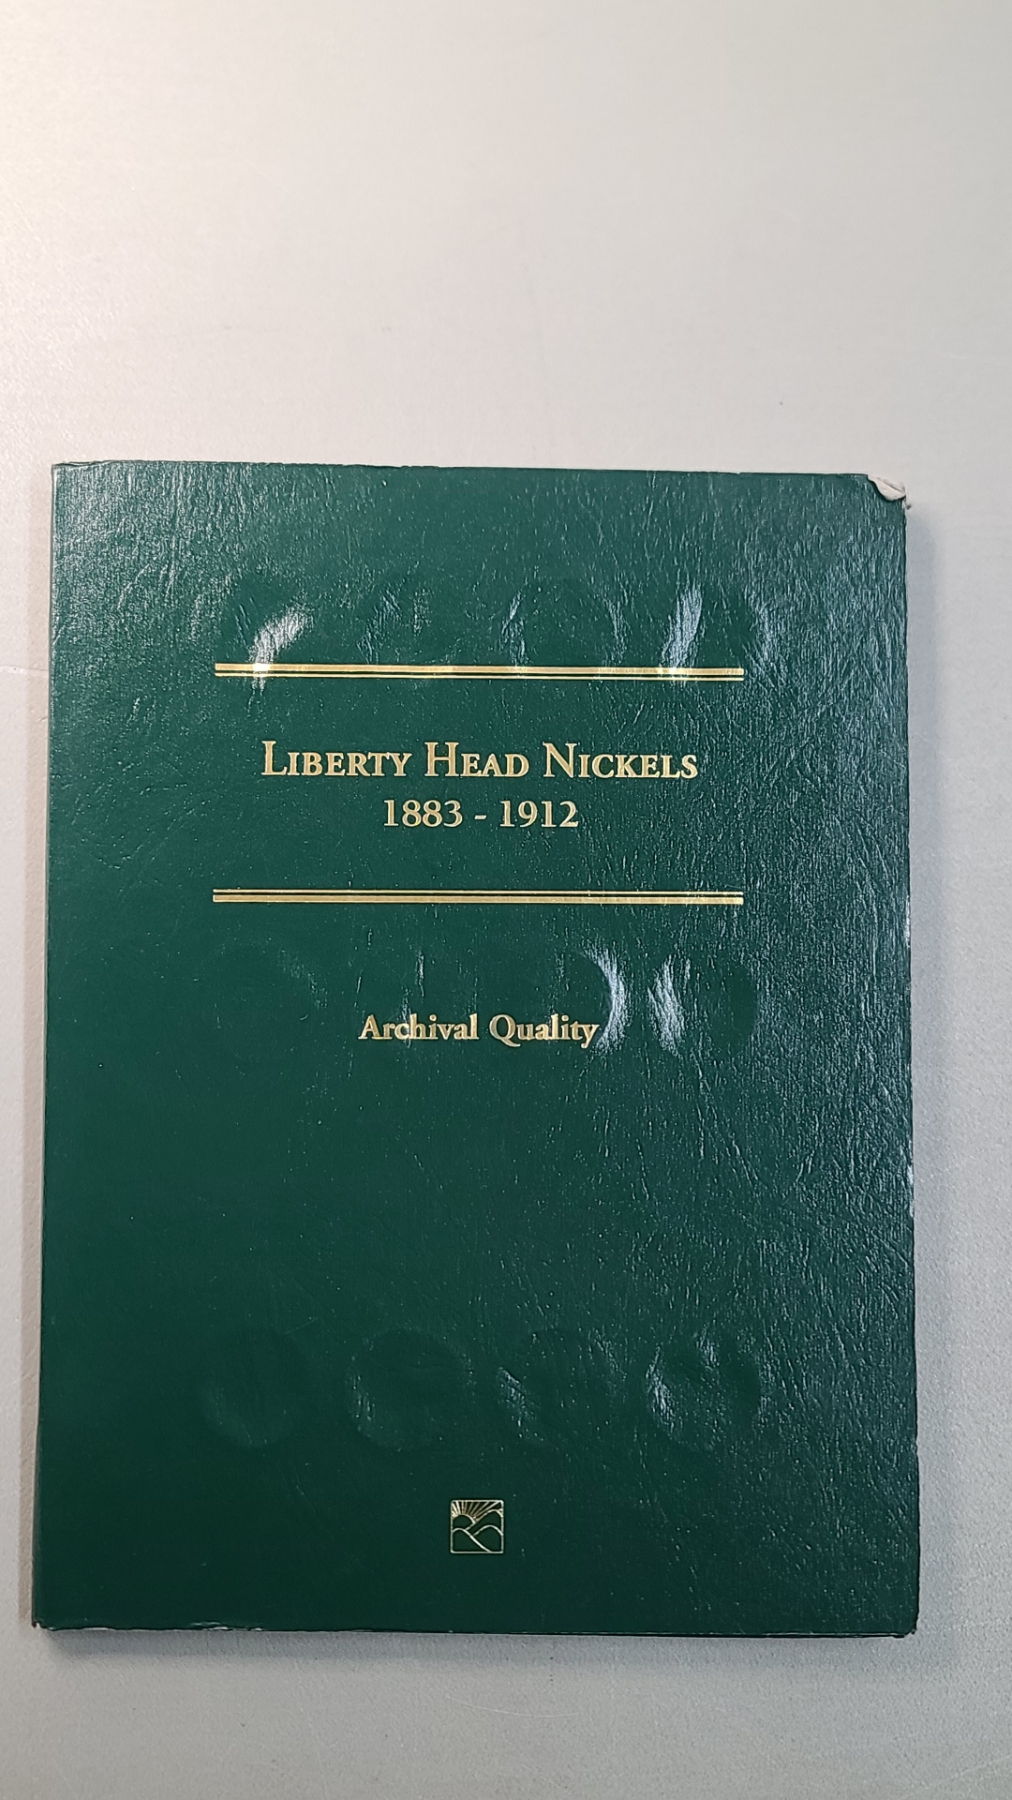 Liberty Head Nickels
1883 - 1912
Archival Quality